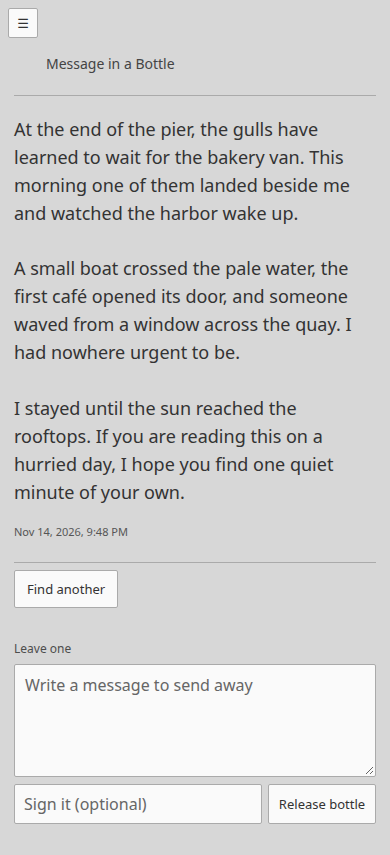 ☰
Message in a Bottle
At the end of the pier, the gulls have
learned to wait for the bakery van. This
morning one of them landed beside me
and watched the harbor wake up.
A small boat crossed the pale water, the
first café opened its door, and someone
waved from a window across the quay. I
had nowhere urgent to be.
I stayed until the sun reached the
rooftops. If you are reading this on a
hurried day, I hope you find one quiet
minute of your own.
Nov 14, 2026, 9:48 PM
Find another
Leave one
Write a message to send away
Sign it (optional)
Release bottle